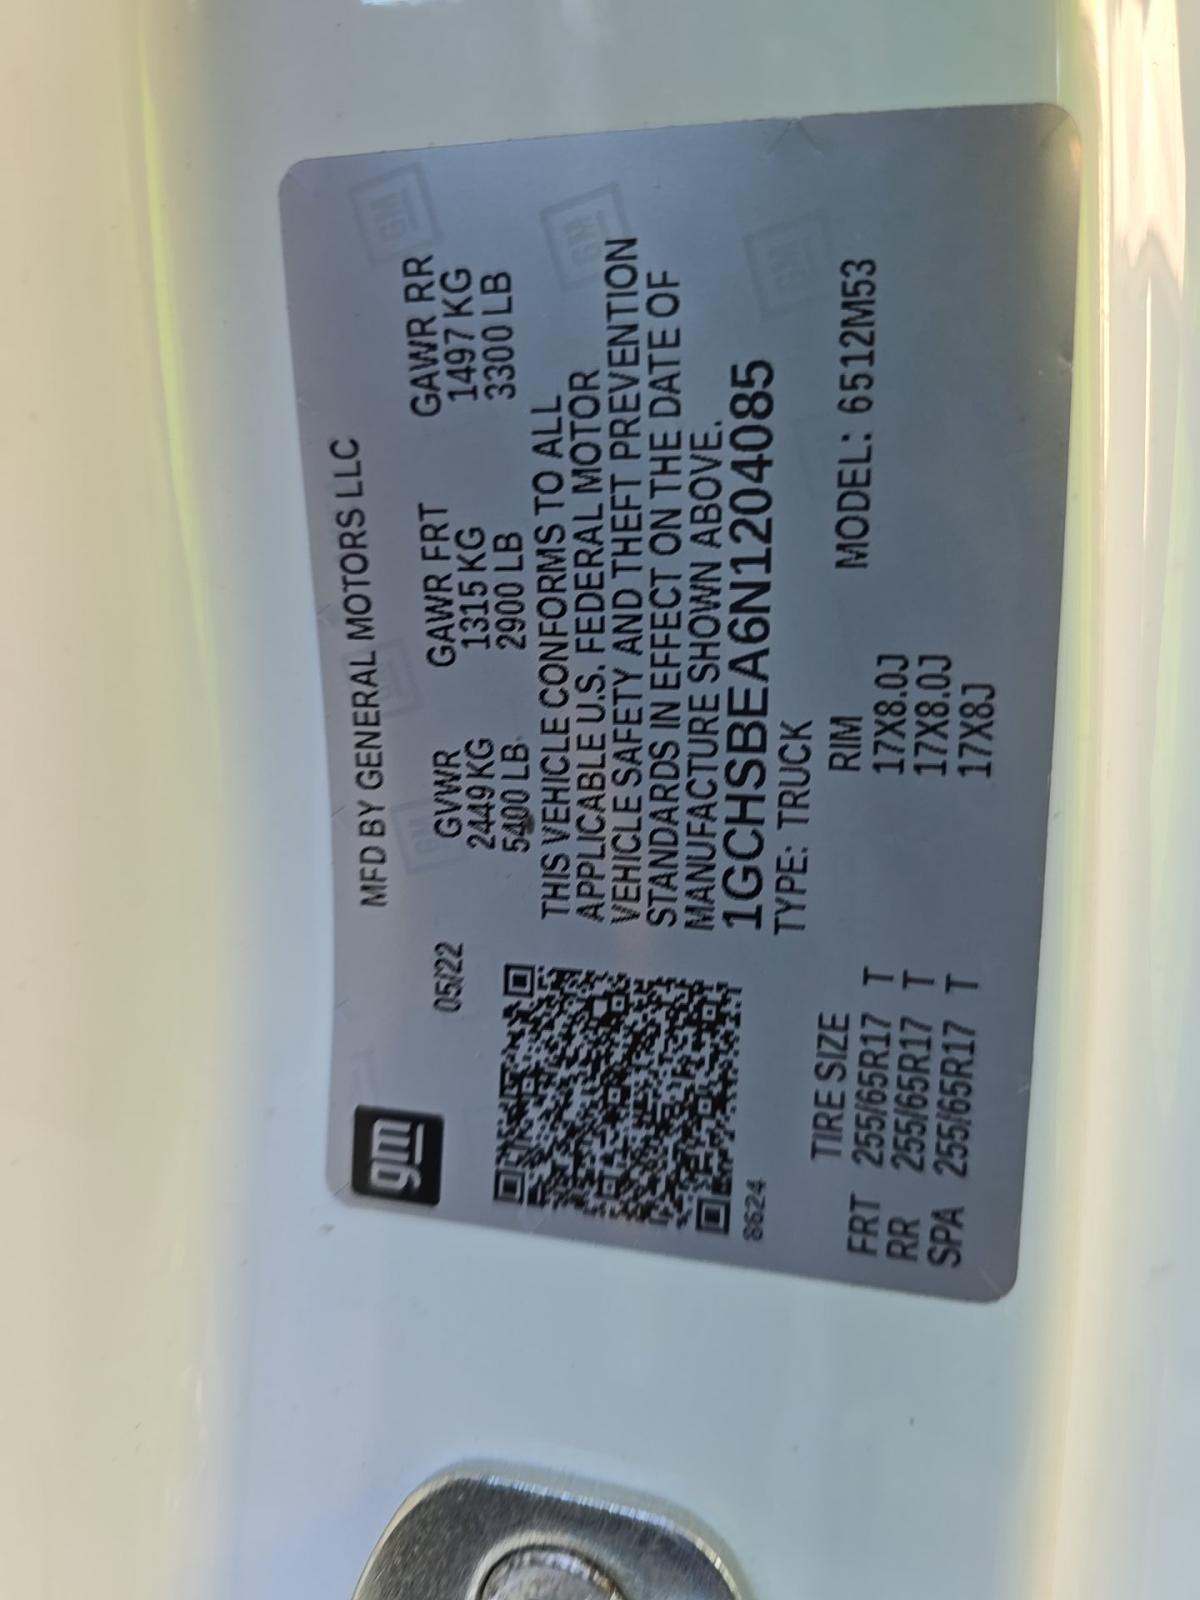 gm
MFD BY GENERAL MOTORS LLC
05/22
GVWR GAWR FRT GAWR RR
2449 KG 1315 KG 1497 KG
5400 LB 2900 LB 3300 LB
THIS VEHICLE CONFORMS TO ALL
APPLICABLE U.S. FEDERAL MOTOR
VEHICLE SAFETY AND THEFT PREVENTION
STANDARDS IN EFFECT ON THE DATE OF
MANUFACTURE SHOWN ABOVE.
1GCHSBEA6N1204085
8624
TYPE: TRUCK
TIRE SIZE RIM MODEL: 6512M53
FRT 255/65R17 T 17X8.0J
RR 255/65R17 T 17X8.0J
SPA 255/65R17 T 17X8J